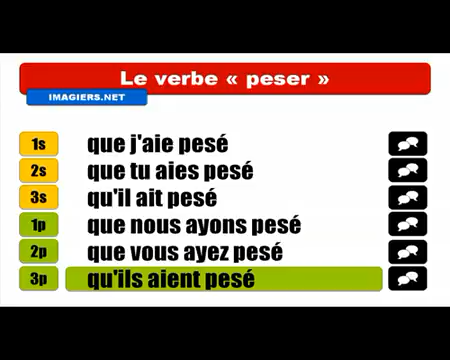 Le verbe « peser »
IMAGIERS.NET
1s que j'aie pesé
2s que tu aies pesé
3s qu'il ait pesé
1p que nous ayons pesé
2p que vous ayez pesé
3p qu'ils aient pesé